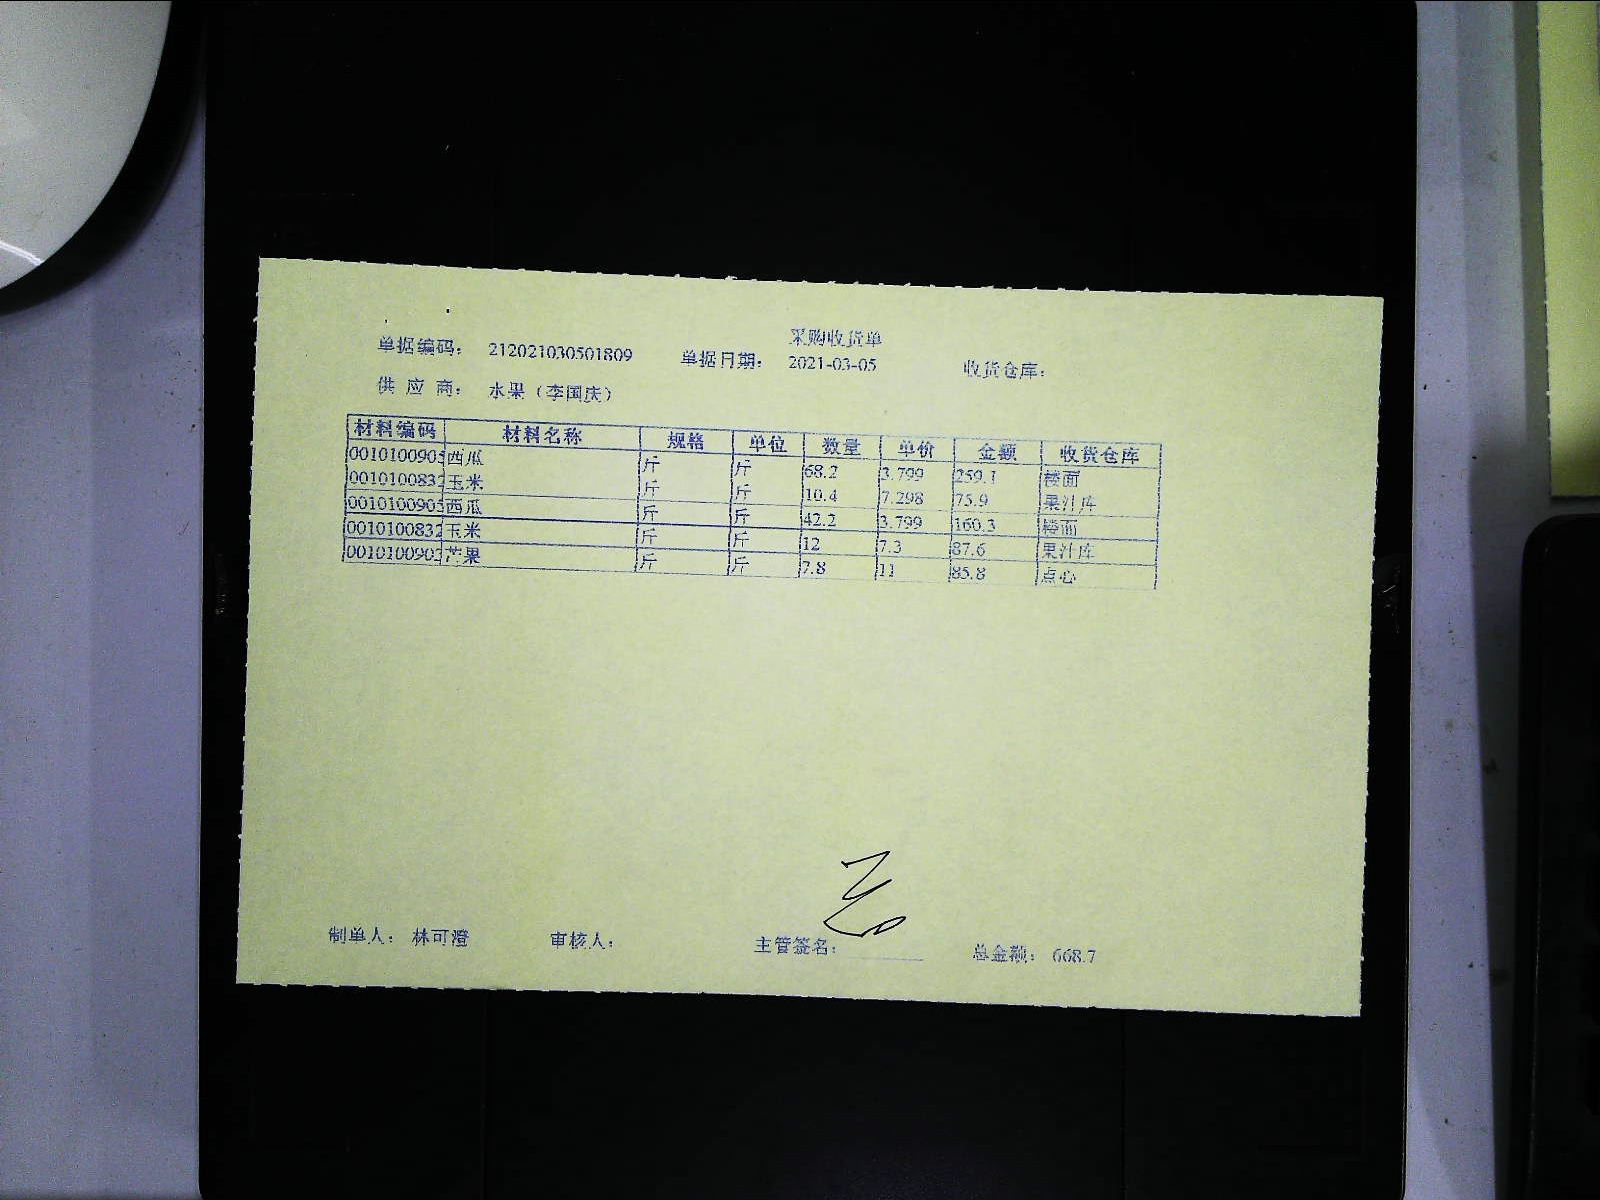 采购收货单
单据编码： 212021030501809 单据日期： 2021-03-05 收货仓库：
供 应 商： 水果（李国庆）
材料编码 材料名称 规格 单位 数量 单价 金额 收货仓库
0010100905 西瓜 斤 斤 68.2 3.799 259.1 楼面
0010100832 玉米 斤 斤 10.4 7.298 75.9 果汁库
0010100905 西瓜 斤 斤 42.2 3.799 160.3 楼面
0010100832 玉米 斤 斤 12 7.3 87.6 果汁库
0010100903 芒果 斤 斤 7.8 11 85.8 点心
制单人： 林可澄 审核人： 主管签名： 总金额： 668.7